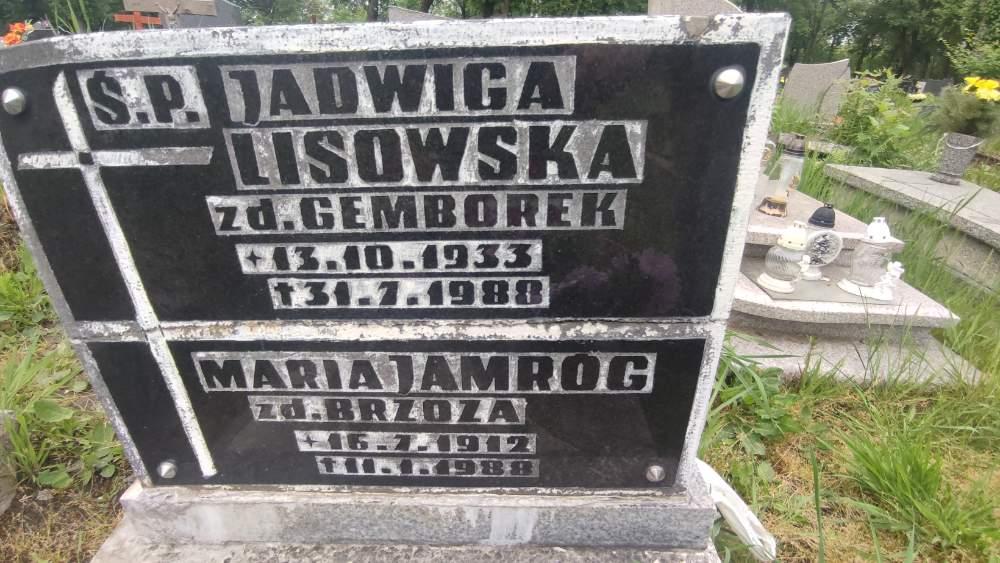 Ś.P. JADWIGA
LISOWSKA
zd. GEMBOREK
13.10.1933
†31.7.1988
MARIA JAMRÓG
zd. BRZOZA
16.7.1912
†11.1.1988